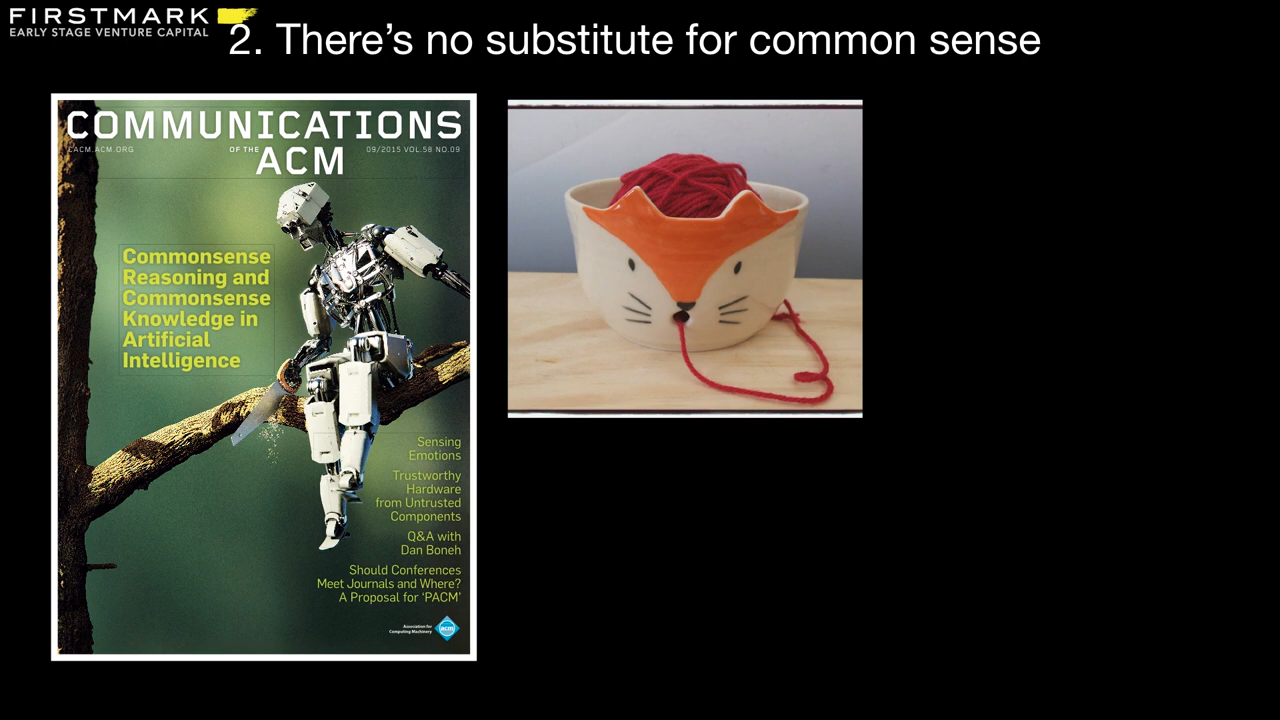 FIRSTMARK
EARLY STAGE VENTURE CAPITAL
2. There’s no substitute for common sense
COMMUNICATIONS
CACM.ACM.ORG
OF THE
ACM
09/2015 VOL.58 NO.09
Commonsense
Reasoning and
Commonsense
Knowledge in
Artificial
Intelligence
Sensing
Emotions
Trustworthy
Hardware
from Untrusted
Components
Q&A with
Dan Boneh
Should Conferences
Meet Journals and Where?
A Proposal for ‘PACM’
Association for
Computing Machinery
acm